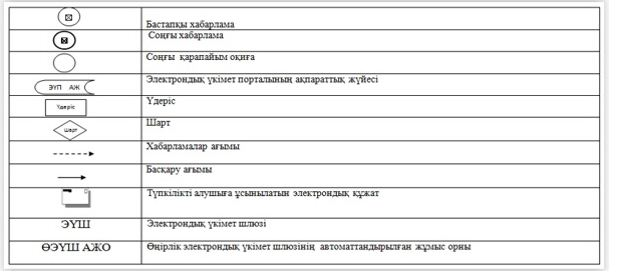 Бастапқы хабарлама
Соңғы хабарлама
Соңғы қарапайым оқиға
ЭҮП АЖ
Электрондық үкімет порталының ақпараттық жүйесі
Үдеріс
Үдеріс
Шарт
Шарт
Хабарламалар ағымы
Басқару ағымы
Түпкілікті алушыға ұсынылатын электрондық құжат
ЭҮШ
Электрондық үкімет шлюзі
ӨЭҮШ АЖО
Өңірлік электрондық үкімет шлюзінің автоматтандырылған жұмыс орны